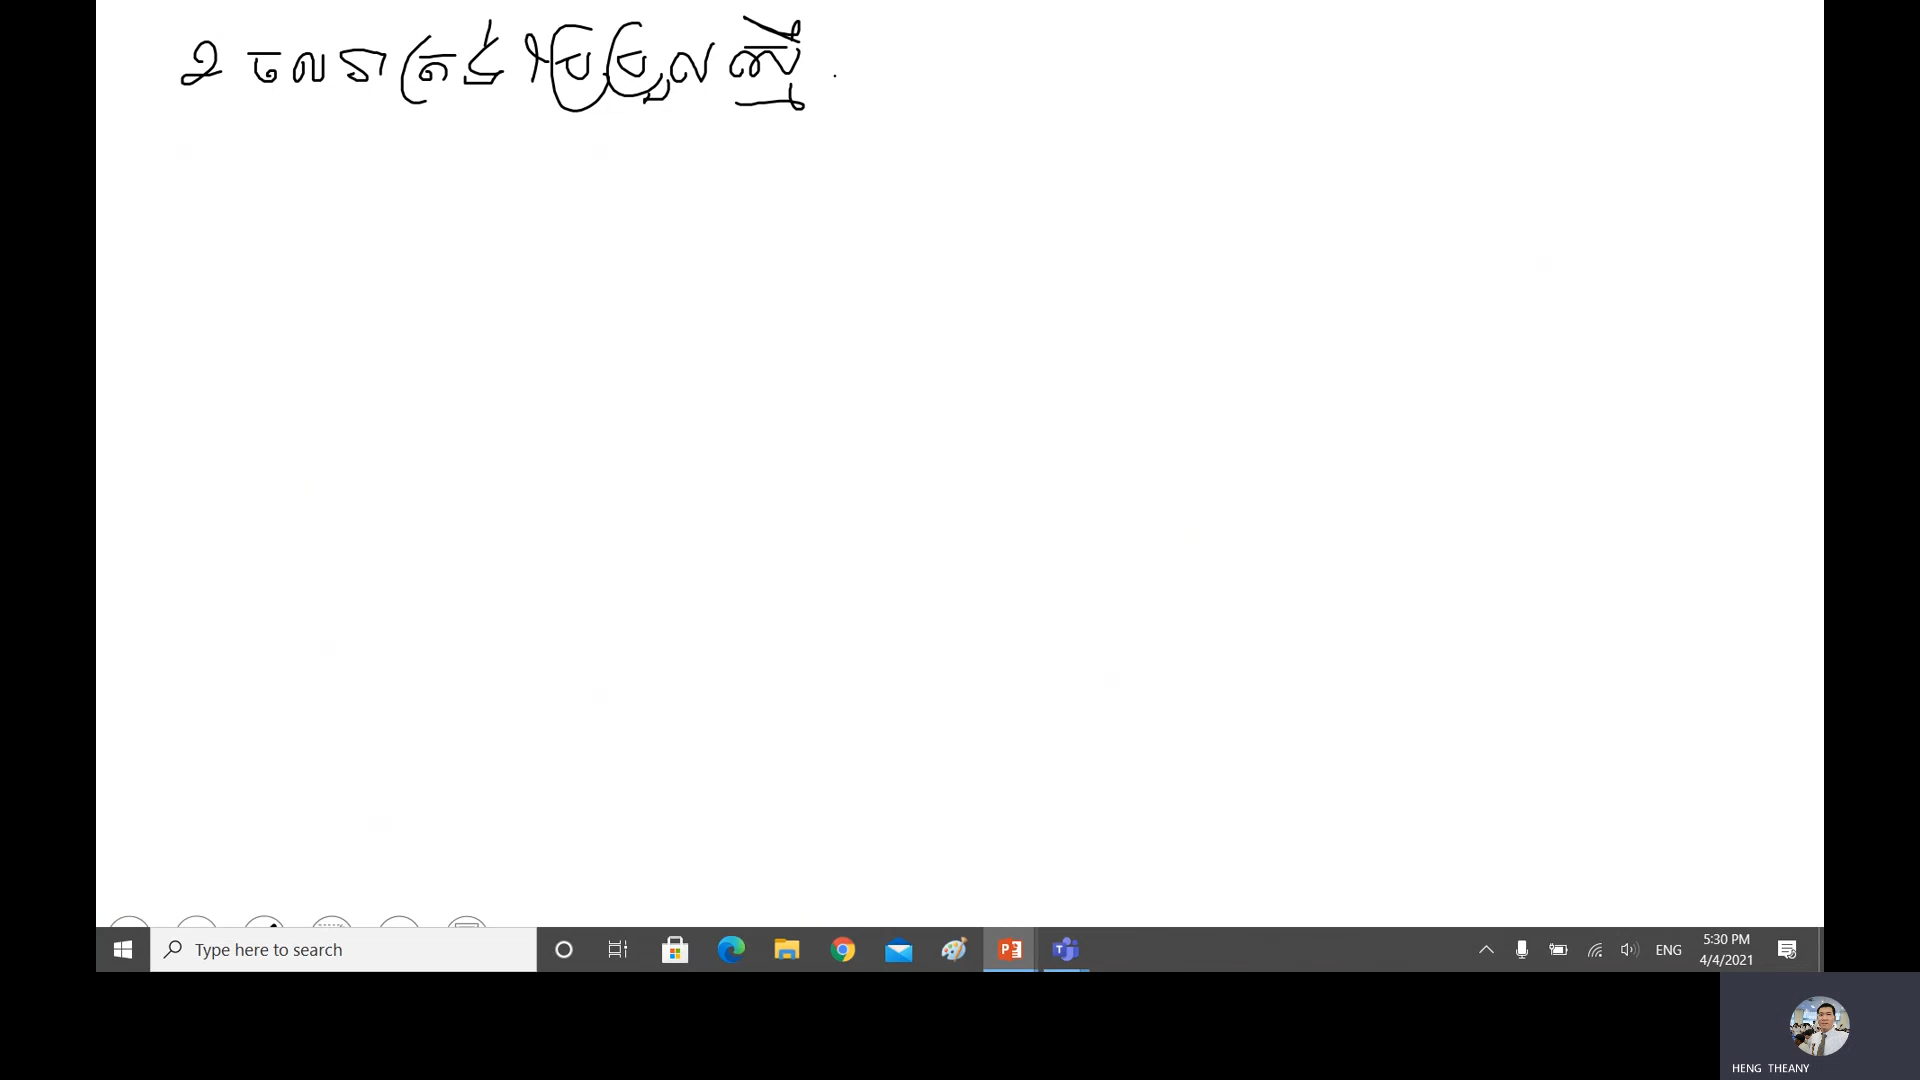 ២ ចលនាត្រង់ប្រែប្រួលស្មើ .
Type here to search
ENG
5:30 PM
4/4/2021
HENG THEANY